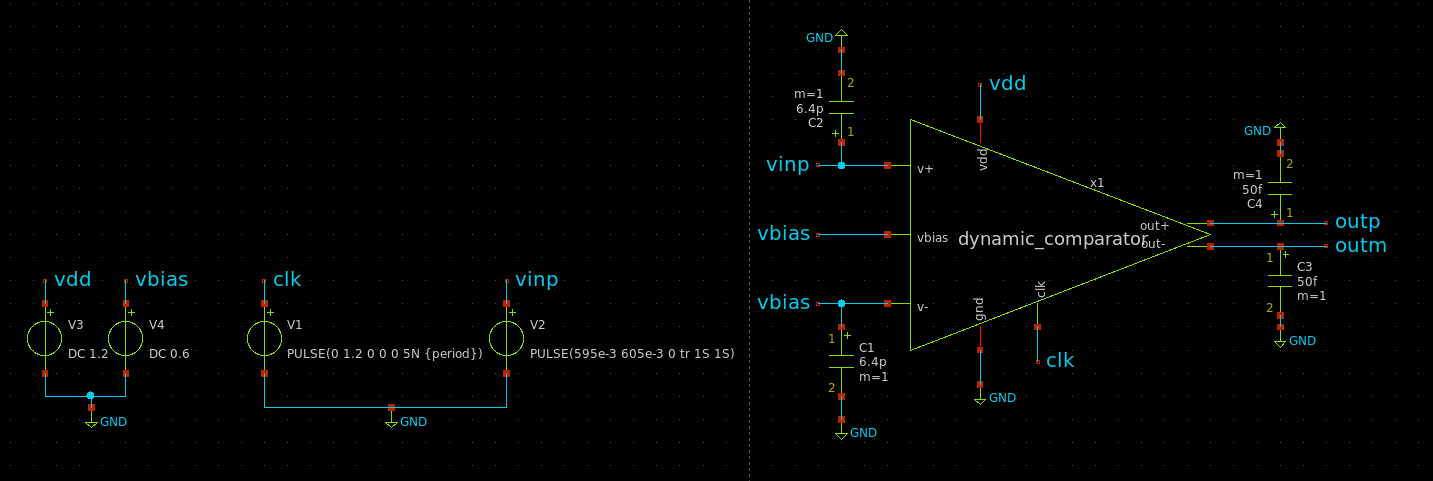 vdd
vbias
clk
vinp
+
V3
DC 1.2
+
V4
DC 0.6
+
V1
PULSE(0 1.2 0 0 0 5N {period})
+
V2
PULSE(595e-3 605e-3 0 tr 1S 1S)
GND
GND
GND
2
m=1
6.4p
C2
+
1
vdd
vinp
v+
vdd
x1
vbias
vbias
dynamic_comparator
out+
out-
vbias
v-
gnd
clk
1
+
C1
6.4p
m=1
2
GND
clk
GND
GND
2
m=1
50f
C4
+
1
outp
outm
1
+
C3
50f
m=1
2
GND